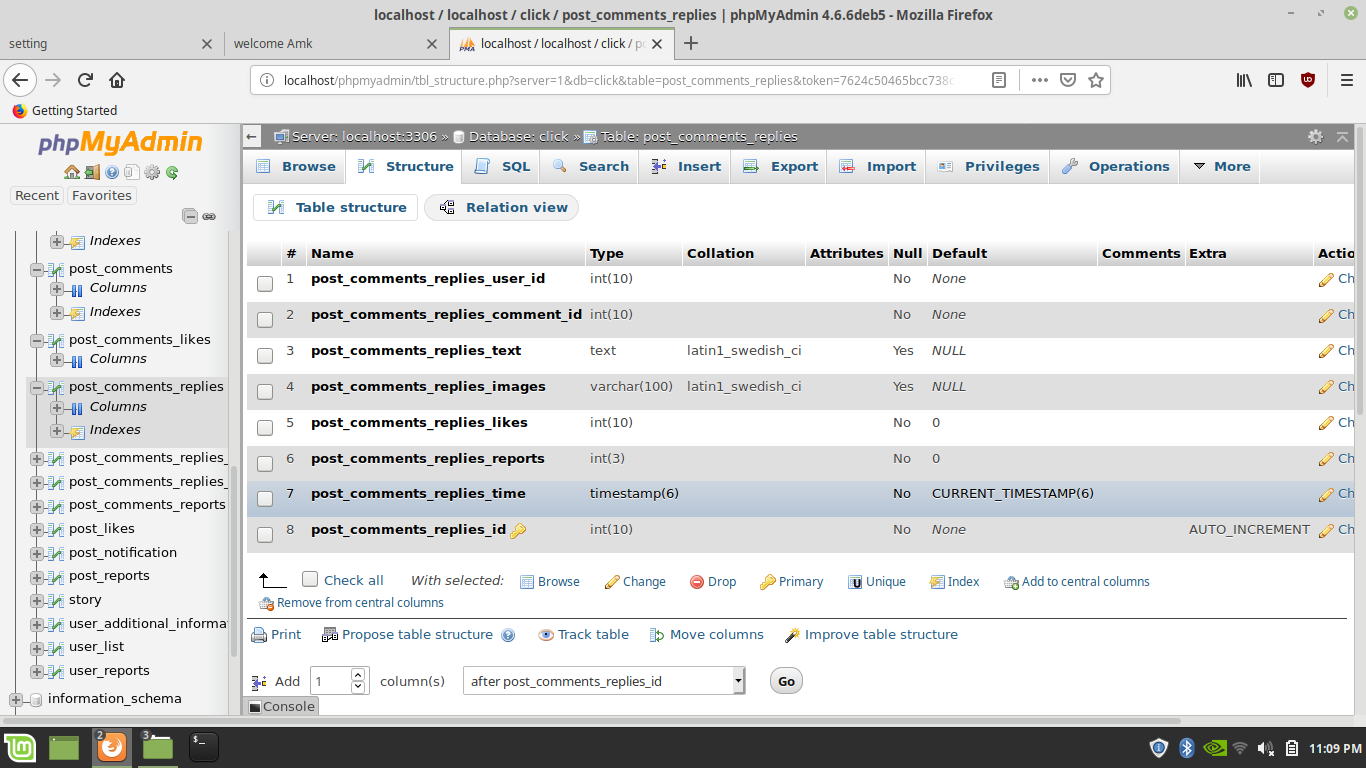 localhost / localhost / click / post_comments_replies | phpMyAdmin 4.6.6deb5 - Mozilla Firefox
setting
welcome Amk
localhost / localhost / click / po
localhost/phpmyadmin/tbl_structure.php?server=1&db=click&table=post_comments_replies&token=7624c50465bcc738c
Getting Started
phpMyAdmin
Recent Favorites
Indexes
post_comments
Columns
Indexes
post_comments_likes
Columns
post_comments_replies
Columns
Indexes
post_comments_replies_
post_comments_replies_
post_comments_reports
post_likes
post_notification
post_reports
story
user_additional_informa
user_list
user_reports
information_schema
Server: localhost:3306 » Database: click » Table: post_comments_replies
Browse Structure SQL Search Insert Export Import Privileges Operations More
Table structure Relation view
# Name Type Collation Attributes Null Default Comments Extra Actio
1 post_comments_replies_user_id int(10) No None Ch
2 post_comments_replies_comment_id int(10) No None Ch
3 post_comments_replies_text text latin1_swedish_ci Yes NULL Ch
4 post_comments_replies_images varchar(100) latin1_swedish_ci Yes NULL Ch
5 post_comments_replies_likes int(10) No 0 Ch
6 post_comments_replies_reports int(3) No 0 Ch
7 post_comments_replies_time timestamp(6) No CURRENT_TIMESTAMP(6) Ch
8 post_comments_replies_id int(10) No None AUTO_INCREMENT Ch
Check all With selected: Browse Change Drop Primary Unique Index Add to central columns
Remove from central columns
Print Propose table structure Track table Move columns Improve table structure
Add 1 column(s) after post_comments_replies_id Go
Console
2 3 $_ 11:09 PM